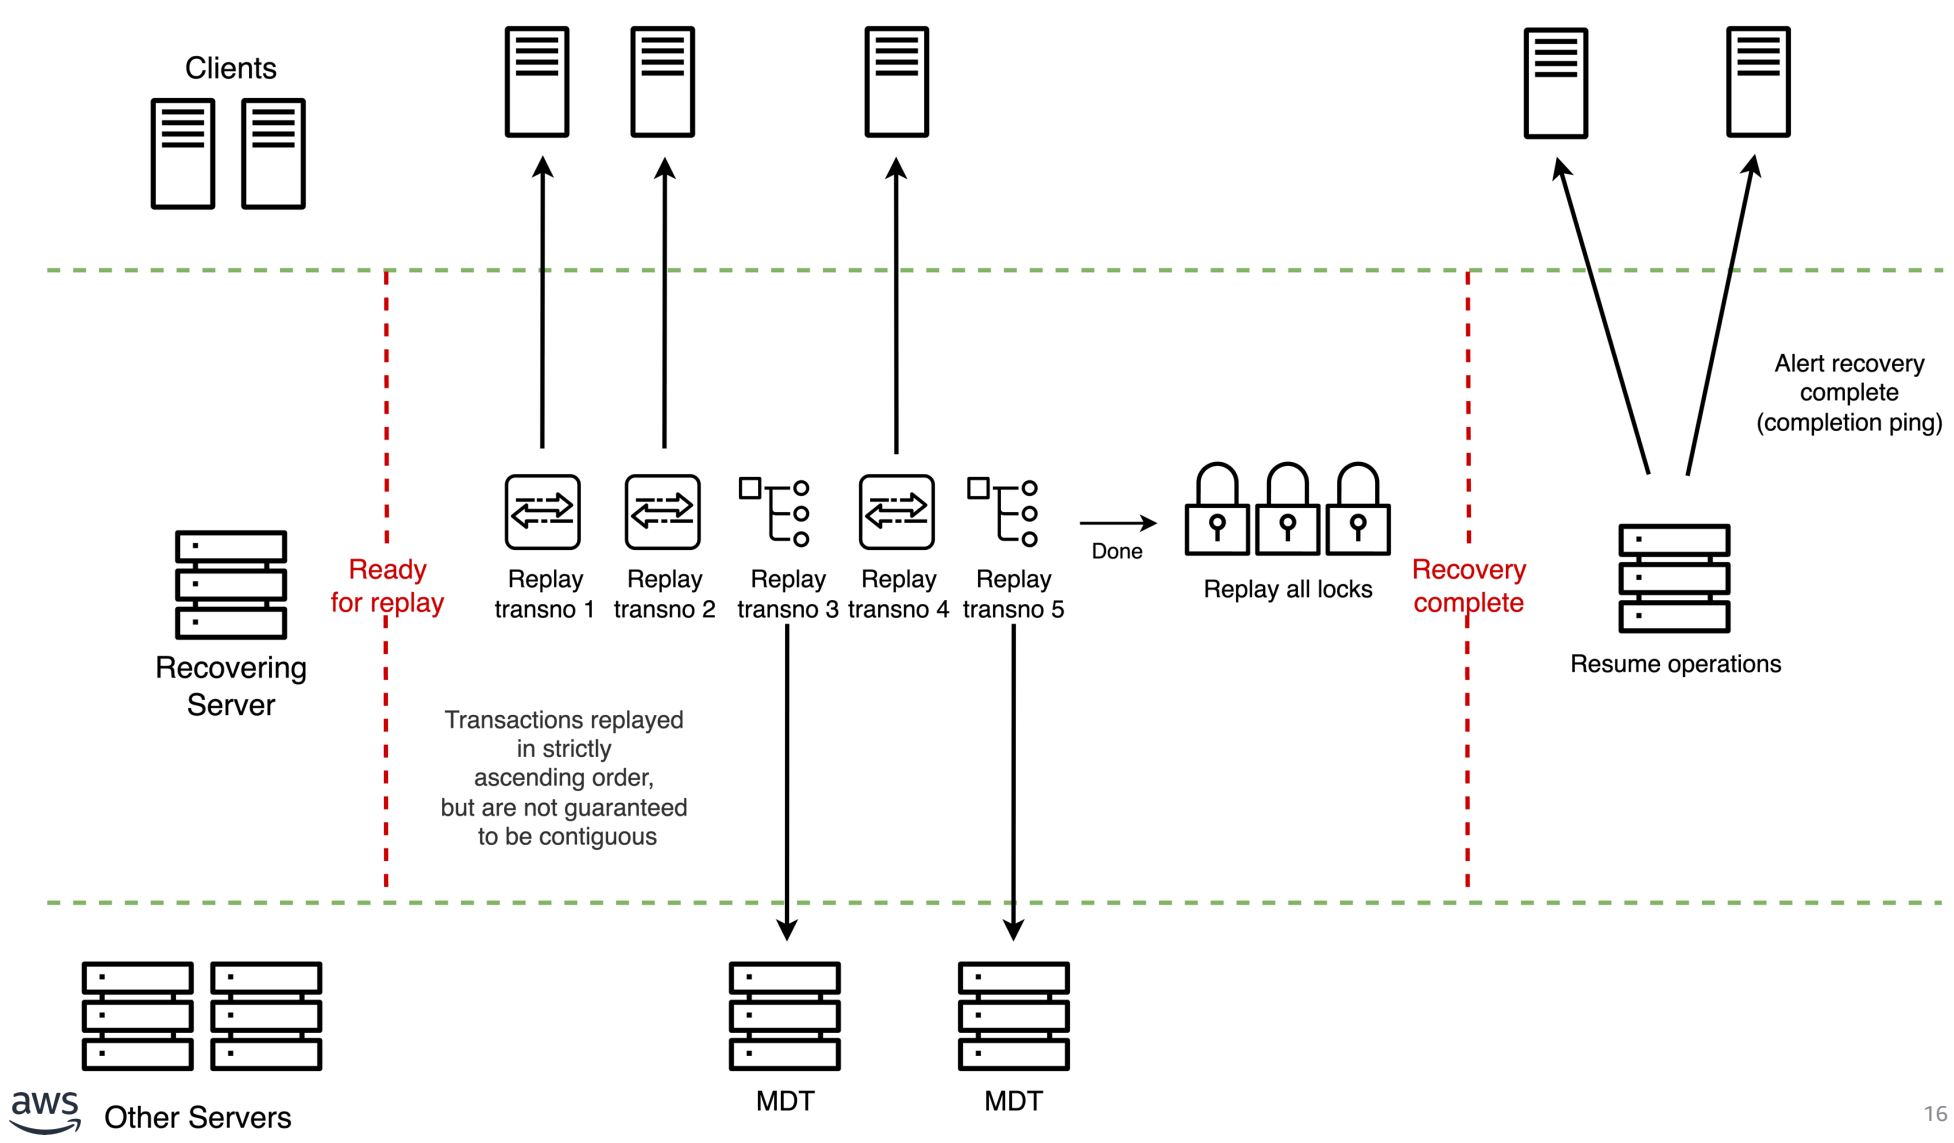 Clients
Alert recovery
complete
(completion ping)
Recovering
Server
Ready
for replay
Replay
transno 1
Replay
transno 2
Replay
transno 3
Replay
transno 4
Replay
transno 5
Done
Replay all locks
Recovery
complete
Resume operations
Transactions replayed
in strictly
ascending order,
but are not guaranteed
to be contiguous
Other Servers
MDT
MDT
aws
16